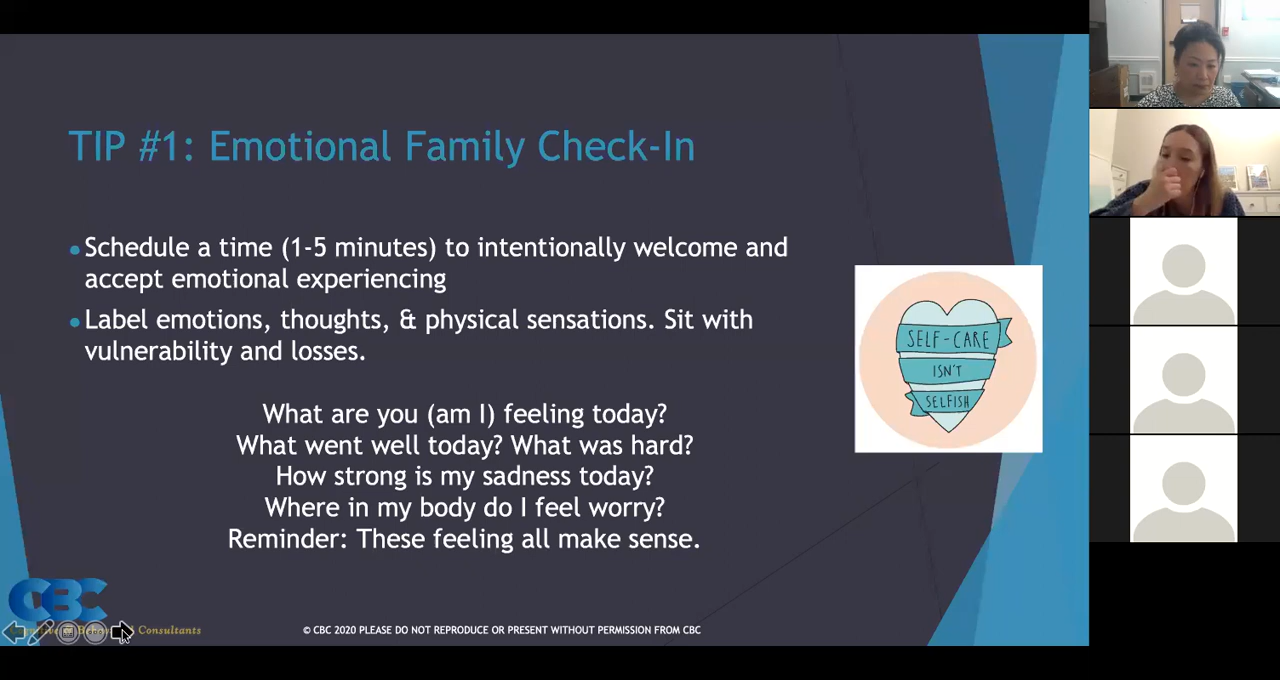 TIP #1: Emotional Family Check-In
Schedule a time (1-5 minutes) to intentionally welcome and
accept emotional experiencing
Label emotions, thoughts, & physical sensations. Sit with
vulnerability and losses.
What are you (am I) feeling today?
What went well today? What was hard?
How strong is my sadness today?
Where in my body do I feel worry?
Reminder: These feeling all make sense.
SELF-CARE
ISN'T
SELFISH
CBC
Consultants
© CBC 2020 PLEASE DO NOT REPRODUCE OR PRESENT WITHOUT PERMISSION FROM CBC